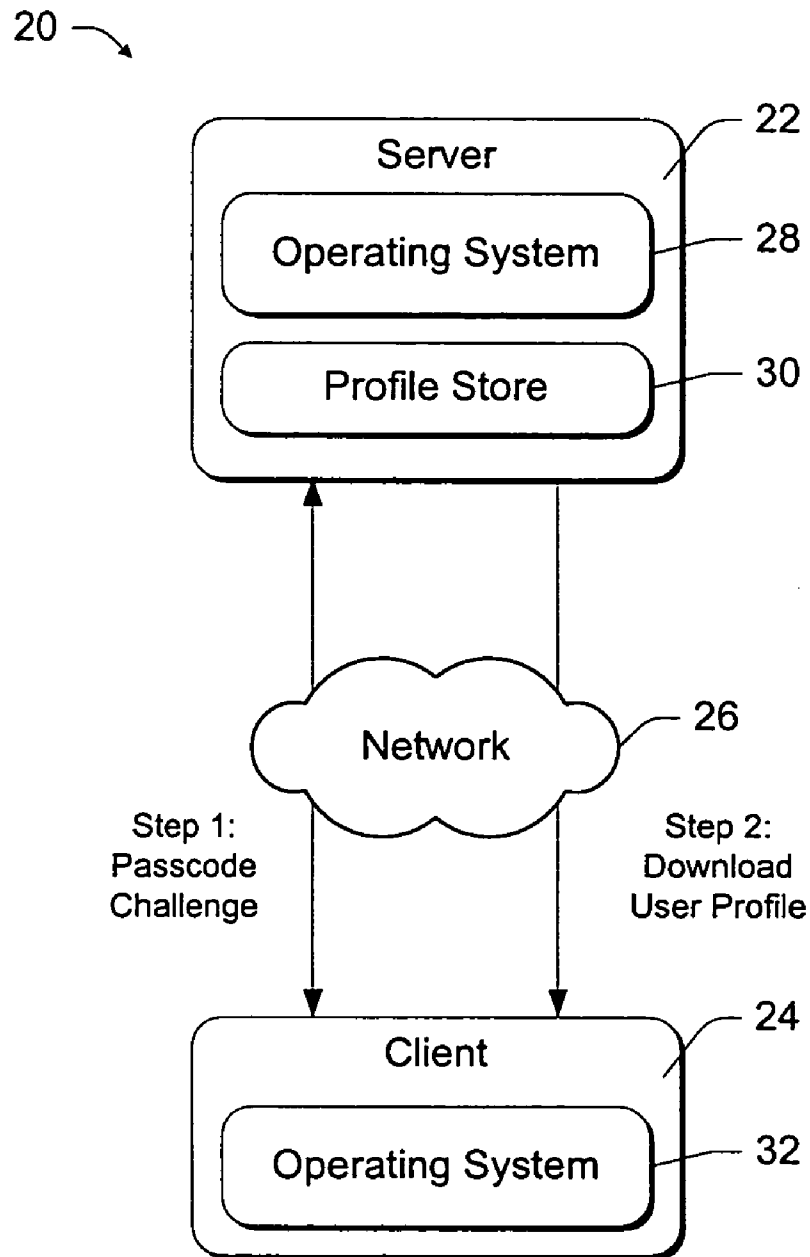 20
22
Server
Operating System
28
Profile Store
30
Network
26
Step 1:
Passcode
Challenge
Step 2:
Download
User Profile
24
Client
Operating System
32